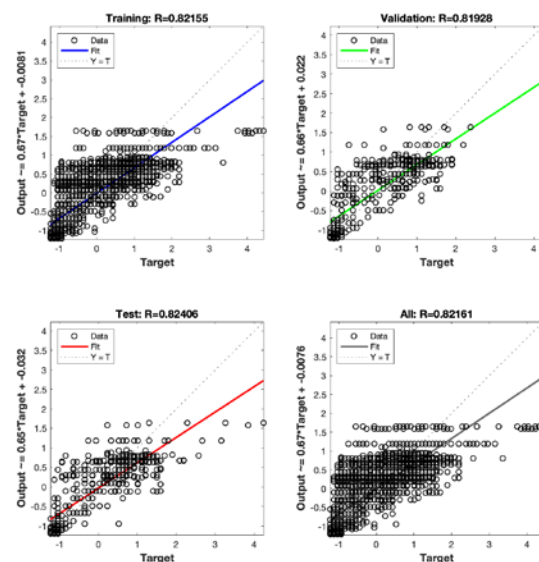 Training: R=0.82155
Output ~= 0.67*Target + -0.0081
4
3.5
3
2.5
2
1.5
1
0.5
0
-0.5
-1
Data
Fit
Y = T
-1 0 1 2 3 4
Target
Validation: R=0.81928
Output ~= 0.66*Target + 0.022
4
3.5
3
2.5
2
1.5
1
0.5
0
-0.5
-1
Data
Fit
Y = T
-1 0 1 2 3 4
Target
Test: R=0.82406
Output ~= 0.65*Target + -0.032
4
3.5
3
2.5
2
1.5
1
0.5
0
-0.5
-1
Data
Fit
Y = T
-1 0 1 2 3 4
Target
All: R=0.82161
Output ~= 0.67*Target + -0.0076
4
3.5
3
2.5
2
1.5
1
0.5
0
-0.5
-1
Data
Fit
Y = T
-1 0 1 2 3 4
Target